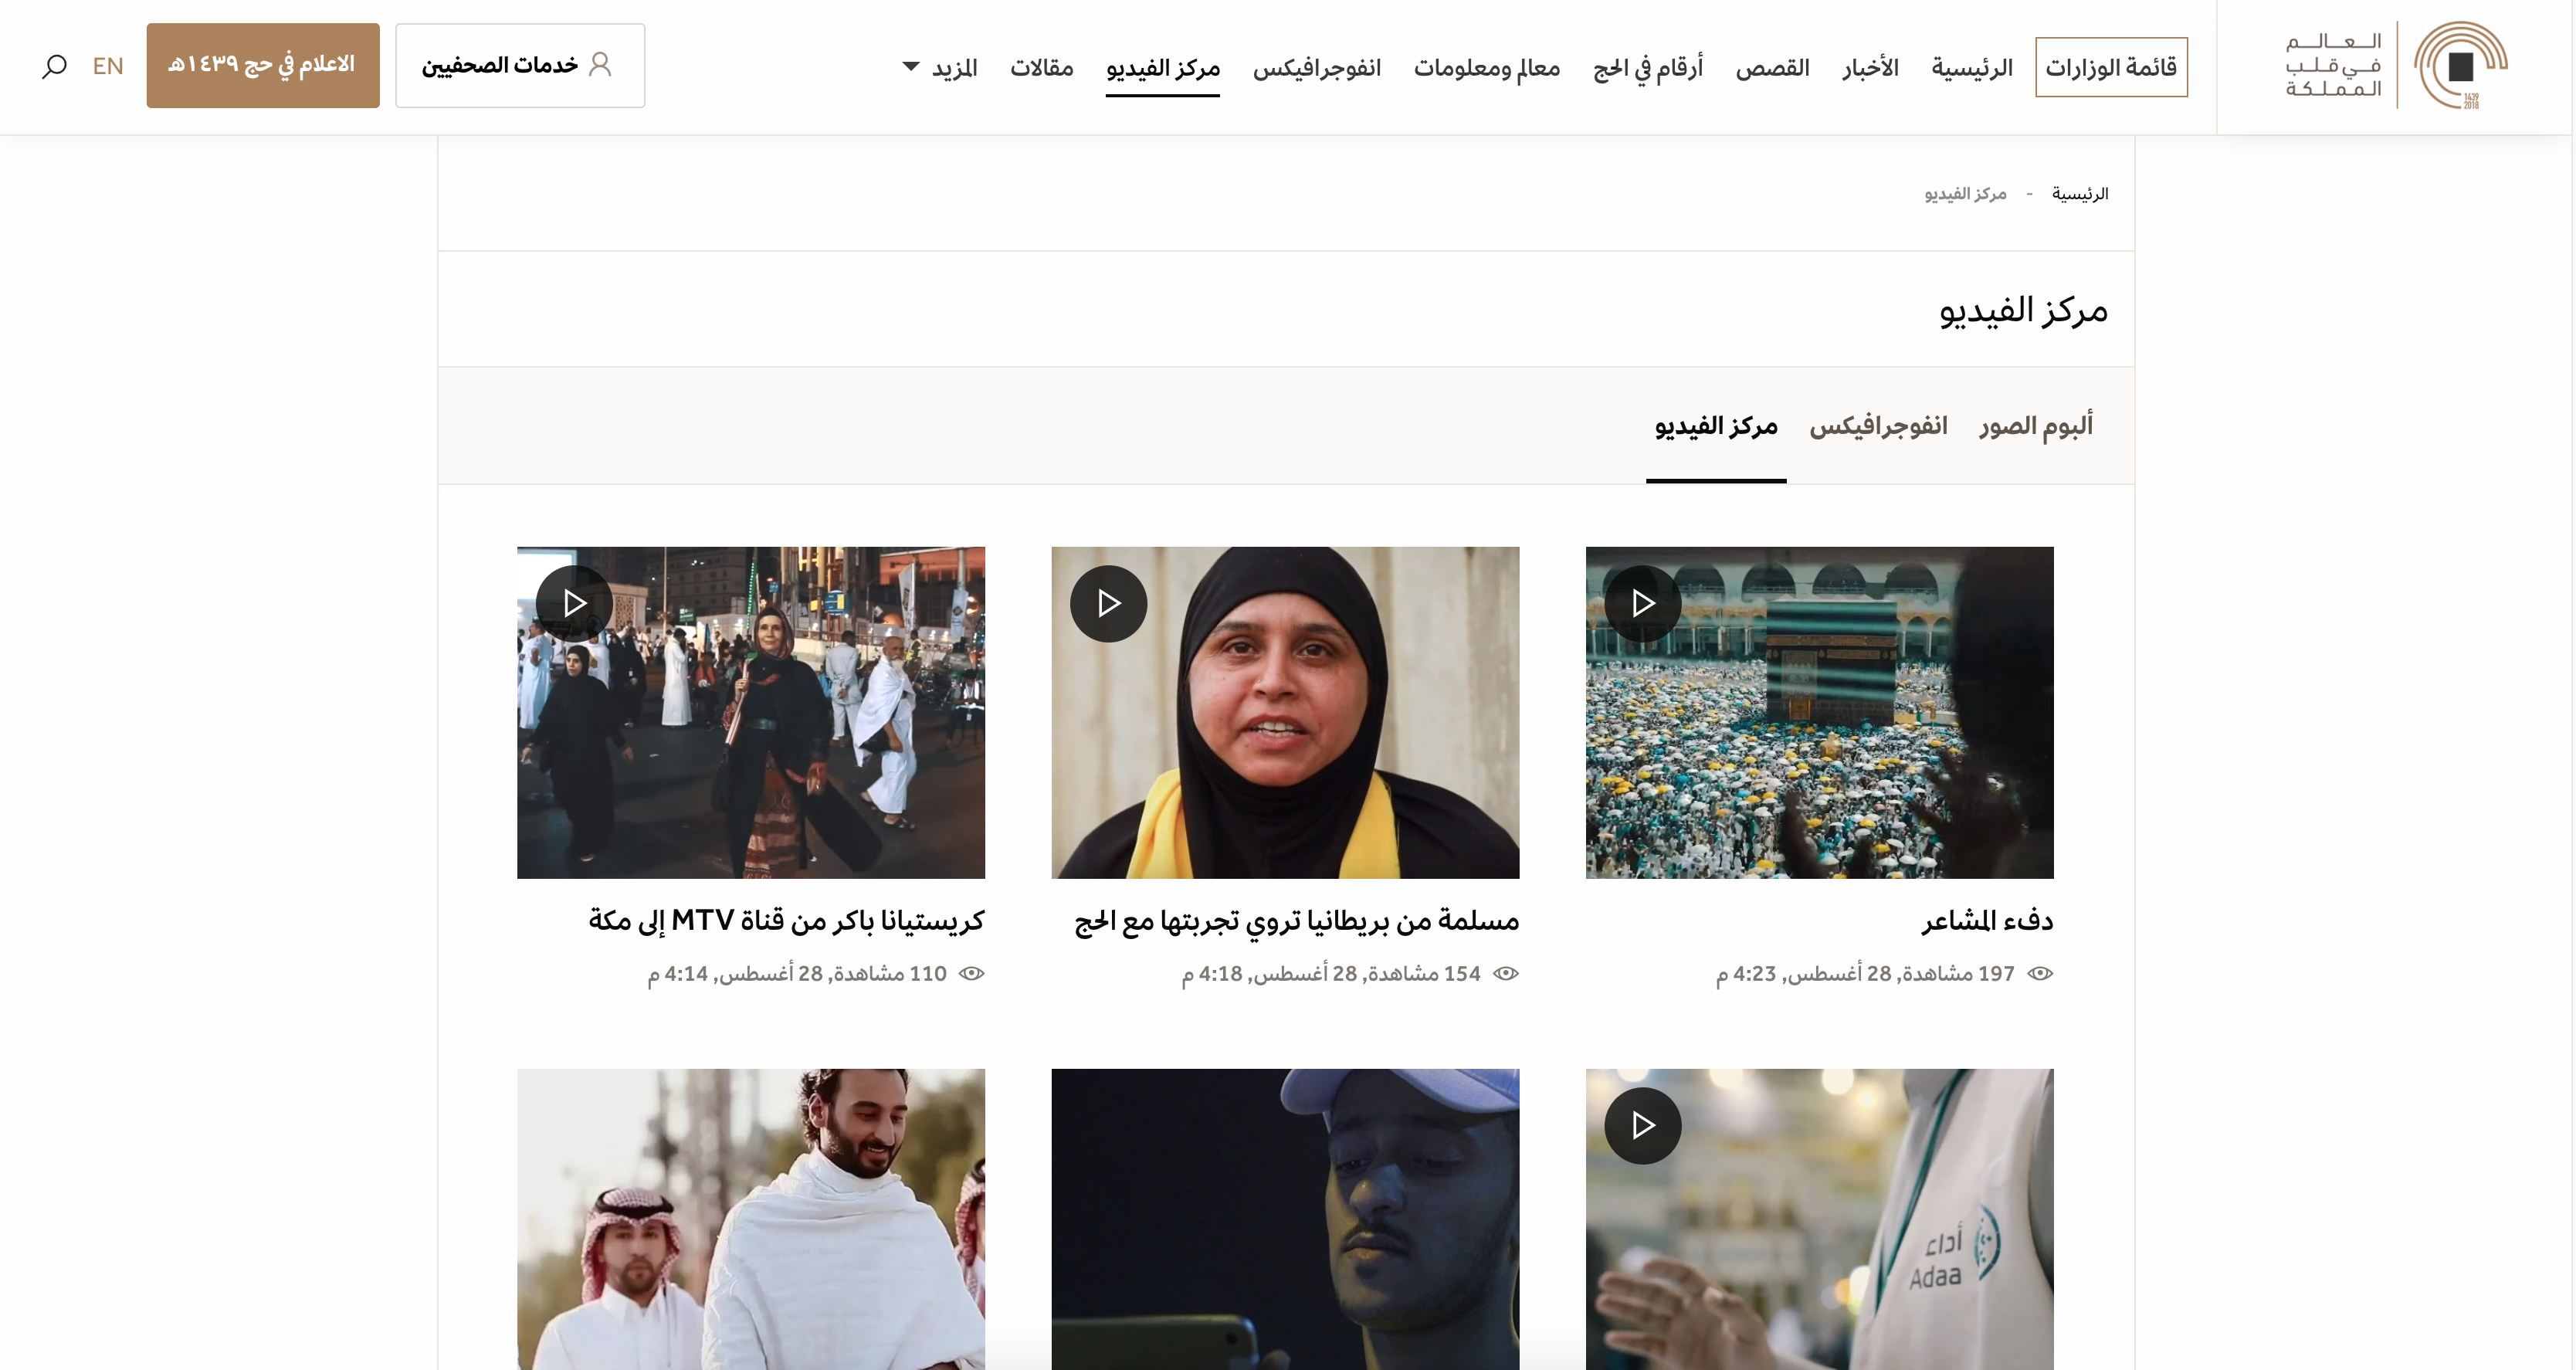 العالم
في قلب
المملكة
1439
2018
قائمة الوزارات
الرئيسية
الأخبار
القصص
أرقام في الحج
معالم ومعلومات
انفوجرافيكس
مركز الفيديو
مقالات
المزيد
خدمات الصحفيين
الاعلام في حج ١٤٣٩هـ
EN
الرئيسية - مركز الفيديو
مركز الفيديو
ألبوم الصور
انفوجرافيكس
مركز الفيديو
دفء المشاعر
197 مشاهدة, 28 أغسطس, 4:23 م
مسلمة من بريطانيا تروي تجربتها مع الحج
154 مشاهدة, 28 أغسطس, 4:18 م
كريستيانا باكر من قناة MTV إلى مكة
110 مشاهدة, 28 أغسطس, 4:14 م
أداء
Adaa